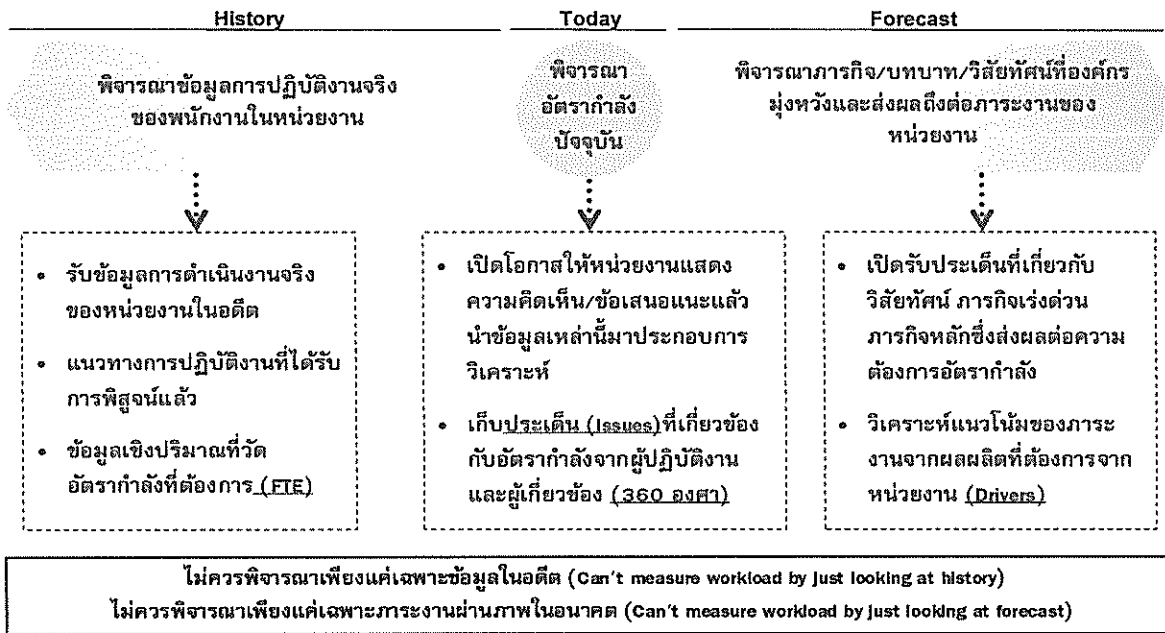 History
Today
Forecast
พิจารณาข้อมูลการปฏิบัติงานจริง
ของพนักงานในหน่วยงาน
พิจารณา
อัตรากำลัง
ปัจจุบัน
พิจารณาภารกิจ/บทบาท/วิสัยทัศน์ที่องค์กร
มุ่งหวังและส่งผลถึงต่อภาระงานของ
หน่วยงาน
• รับข้อมูลการดำเนินงานจริง
ของหน่วยงานในอดีต
• แนวทางการปฏิบัติงานที่ได้รับ
การพิสูจน์แล้ว
• ข้อมูลเชิงปริมาณที่วัด
อัตรากำลังที่ต้องการ (FTE)
• เปิดโอกาสให้หน่วยงานแสดง
ความคิดเห็น/ข้อเสนอแนะแล้ว
นำข้อมูลเหล่านี้มาประกอบการ
วิเคราะห์
• เก็บประเด็น (Issues)ที่เกี่ยวข้อง
กับอัตรากำลังจากผู้ปฏิบัติงาน
และผู้เกี่ยวข้อง (360 องศา)
• เปิดรับประเด็นที่เกี่ยวกับ
วิสัยทัศน์ ภารกิจเร่งด่วน
ภารกิจหลักซึ่งส่งผลต่อความ
ต้องการอัตรากำลัง
• วิเคราะห์แนวโน้มของภาระ
งานจากผลผลิตที่ต้องการจาก
หน่วยงาน (Drivers)
ไม่ควรพิจารณาเพียงแค่เฉพาะข้อมูลในอดีต (Can't measure workload by just looking at history)
ไม่ควรพิจารณาเพียงแค่เฉพาะภาระงานผ่านภาพในอนาคต (Can't measure workload by just looking at forecast)